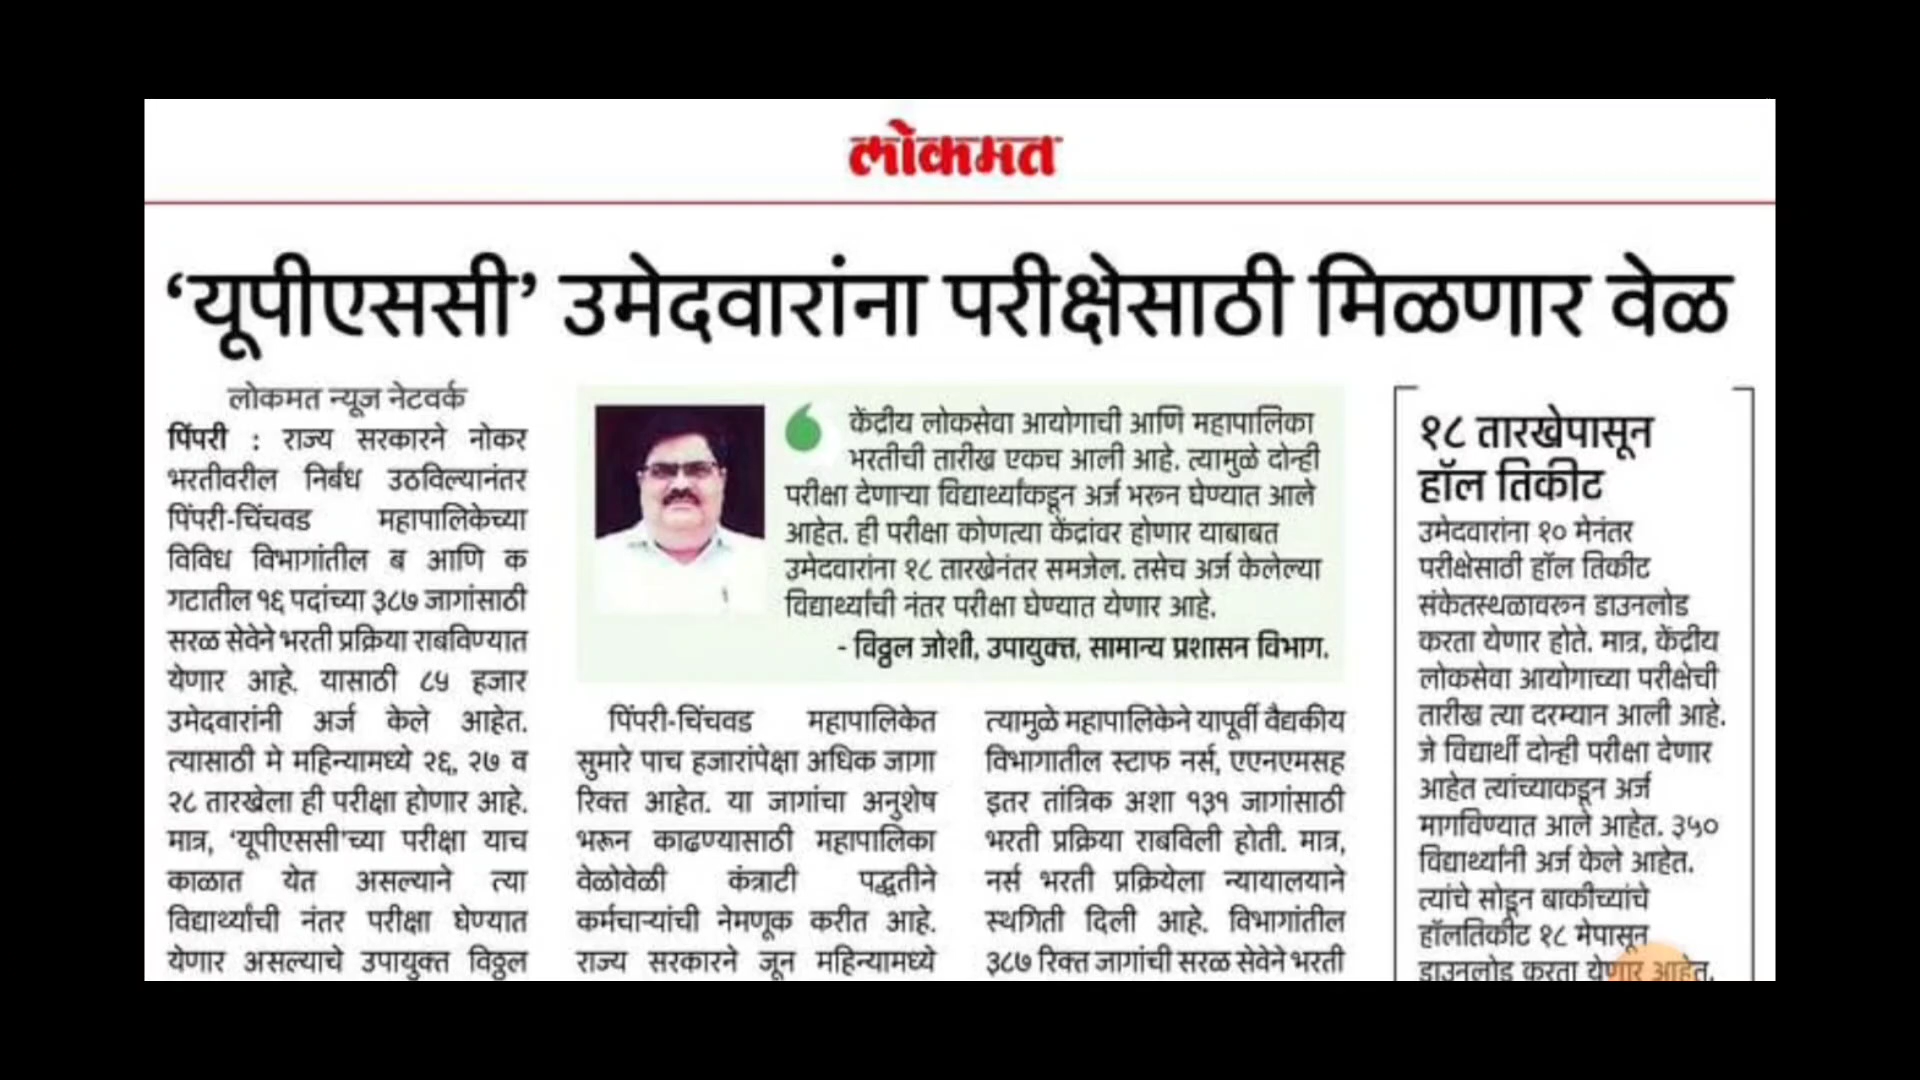 लोकमत
‘यूपीएससी’ उमेदवारांना परीक्षेसाठी मिळणार वेळ
लोकमत न्यूज नेटवर्क
पिंपरी : राज्य सरकारने नोकर
भरतीवरील निर्बंध उठविल्यानंतर
पिंपरी-चिंचवड महापालिकेच्या
विविध विभागांतील ब आणि क
गटातील १६ पदांच्या ३८७ जागांसाठी
सरळ सेवेने भरती प्रक्रिया राबविण्यात
येणार आहे. यासाठी ८५ हजार
उमेदवारांनी अर्ज केले आहेत.
त्यासाठी मे महिन्यामध्ये २६, २७ व
२८ तारखेला ही परीक्षा होणार आहे.
मात्र, ‘यूपीएससी’च्या परीक्षा याच
काळात येत असल्याने त्या
विद्यार्थ्यांची नंतर परीक्षा घेण्यात
येणार असल्याचे उपायुक्त विठ्ठल
केंद्रीय लोकसेवा आयोगाची आणि महापालिका
भरतीची तारीख एकच आली आहे. त्यामुळे दोन्ही
परीक्षा देणाऱ्या विद्यार्थ्यांकडून अर्ज भरून घेण्यात आले
आहेत. ही परीक्षा कोणत्या केंद्रांवर होणार याबाबत
उमेदवारांना १८ तारखेनंतर समजेल. तसेच अर्ज केलेल्या
विद्यार्थ्यांची नंतर परीक्षा घेण्यात येणार आहे.
- विठ्ठल जोशी, उपायुक्त, सामान्य प्रशासन विभाग.
पिंपरी-चिंचवड महापालिकेत
सुमारे पाच हजारांपेक्षा अधिक जागा
रिक्त आहेत. या जागांचा अनुशेष
भरून काढण्यासाठी महापालिका
वेळोवेळी कंत्राटी पद्धतीने
कर्मचाऱ्यांची नेमणूक करीत आहे.
राज्य सरकारने जून महिन्यामध्ये
त्यामुळे महापालिकेने यापूर्वी वैद्यकीय
विभागातील स्टाफ नर्स, एएनएमसह
इतर तांत्रिक अशा १३१ जागांसाठी
भरती प्रक्रिया राबविली होती. मात्र,
नर्स भरती प्रक्रियेला न्यायालयाने
स्थगिती दिली आहे. विभागांतील
३८७ रिक्त जागांची सरळ सेवेने भरती
१८ तारखेपासून
हॉल तिकीट
उमेदवारांना १० मेनंतर
परीक्षेसाठी हॉल तिकीट
संकेतस्थळावरून डाउनलोड
करता येणार होते. मात्र, केंद्रीय
लोकसेवा आयोगाच्या परीक्षेची
तारीख त्या दरम्यान आली आहे.
जे विद्यार्थी दोन्ही परीक्षा देणार
आहेत त्यांच्याकडून अर्ज
मागविण्यात आले आहेत. ३५०
विद्यार्थ्यांनी अर्ज केले आहेत.
त्यांचे सोडून बाकीच्यांचे
हॉलतिकीट १८ मेपासून
डाउनलोड करता येणार आहेत.